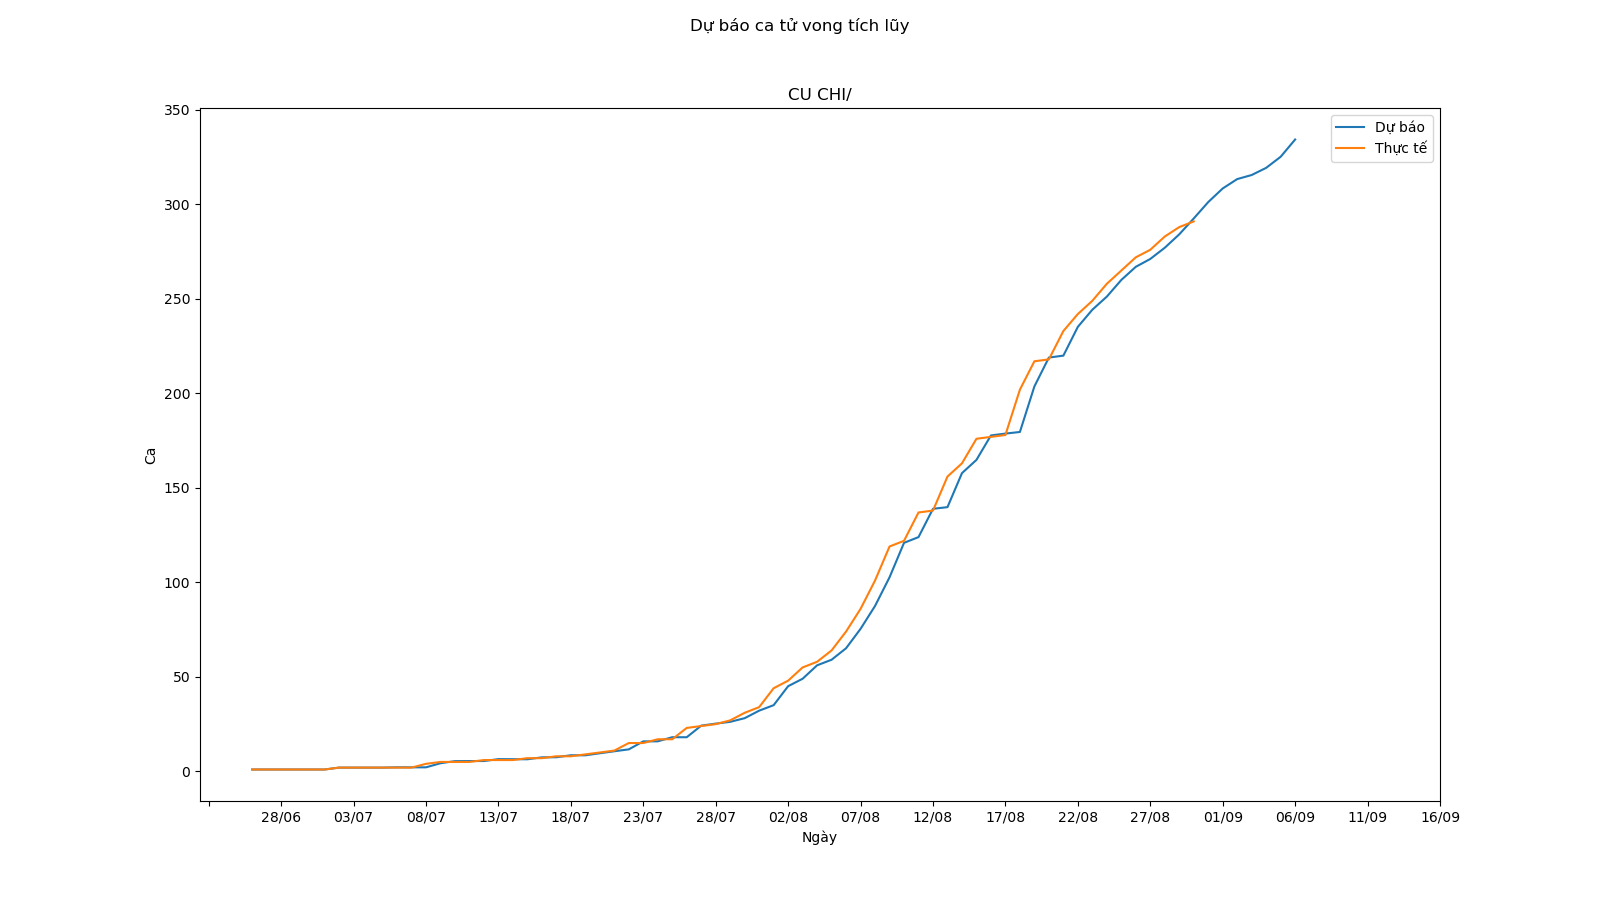 Dự báo ca tử vong tích lũy
CU CHI/
350
300
250
200
150
100
50
0
Ca
Dự báo
Thực tế
28/06 03/07 08/07 13/07 18/07 23/07 28/07 02/08 07/08 12/08 17/08 22/08 27/08 01/09 06/09 11/09 16/09
Ngày